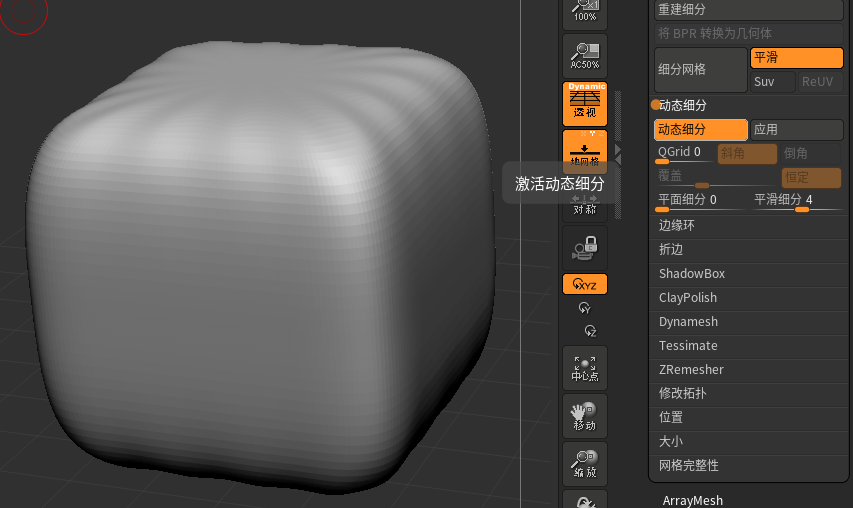 100%
AC50%
Dynamic
透视
地网格
激活动态细分
对称
XYZ
Y
Z
中心点
移动
缩放
重建细分
将 BPR 转换为几何体
细分网格
平滑
Suv
ReUV
动态细分
动态细分
应用
QGrid 0
斜角
倒角
覆盖
恒定
平面细分 0
平滑细分 4
边缘环
折边
ShadowBox
ClayPolish
Dynamesh
Tessimate
ZRemesher
修改拓扑
位置
大小
网格完整性
ArrayMesh